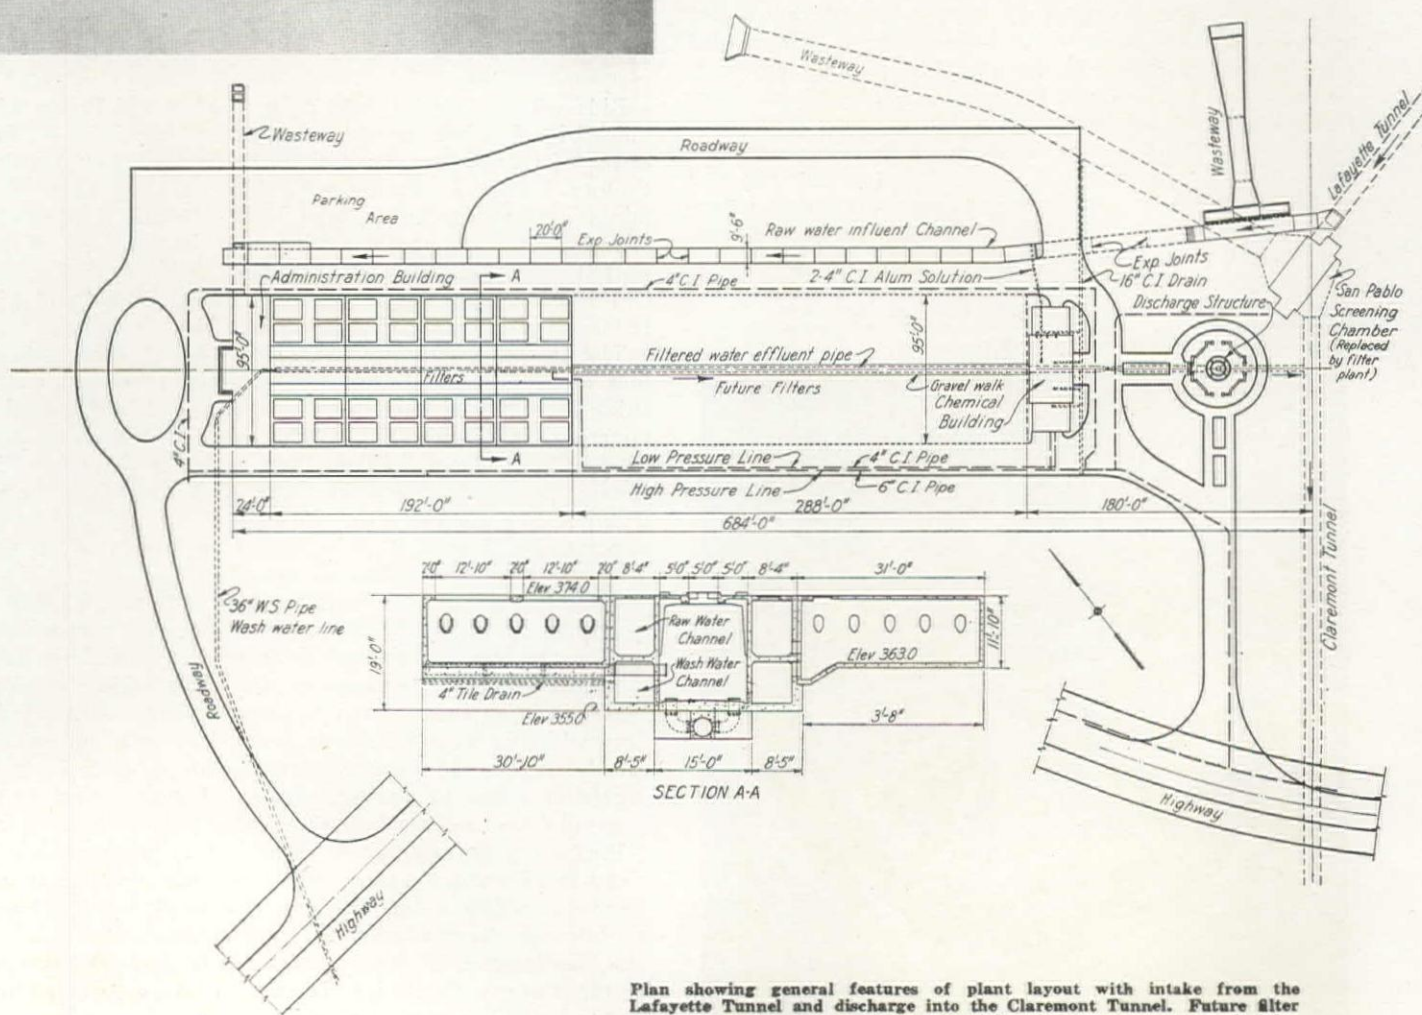 Wasteway
Wasteway
Wasteway
Lafayette Tunnel
Roadway
Parking
Area
20'-0"
Exp. Joints
9'-6"
Raw water influent Channel
Administration Building
A
4" C.I Pipe
2-4" C.I. Alum Solution
Exp Joints
16" C.I. Drain
Discharge Structure
San Pablo
Screening
Chamber
(Replaced
by filter
plant)
95'-0"
95'-0"
Filters
Filtered water effluent pipe
Future Filters
Gravel walk
Chemical
Building
4" C.I.
A
Low Pressure Line
4" C.I. Pipe
High Pressure Line
6" C.I. Pipe
24'-0"
192'-0"
288'-0"
180'-0"
684'-0"
Claremont Tunnel
36" W.S. Pipe
Wash water line
Roadway
2'0" 12'-10" 2'0" 12'-10" 2'0" 8'-4" 5'0" 5'0" 5'0" 8'-4" 31'-0"
Elev 374.0
19'-0"
Raw Water
Channel
11'-10"
Elev 363.0
Wash Water
Channel
4" Tile Drain
Elev 355.0
3'-8"
30'-10" 8'-5" 15'-0" 8'-5"
SECTION A-A
Highway
Highway
Plan showing general features of plant layout with intake from the
Lafayette Tunnel and discharge into the Claremont Tunnel. Future filter